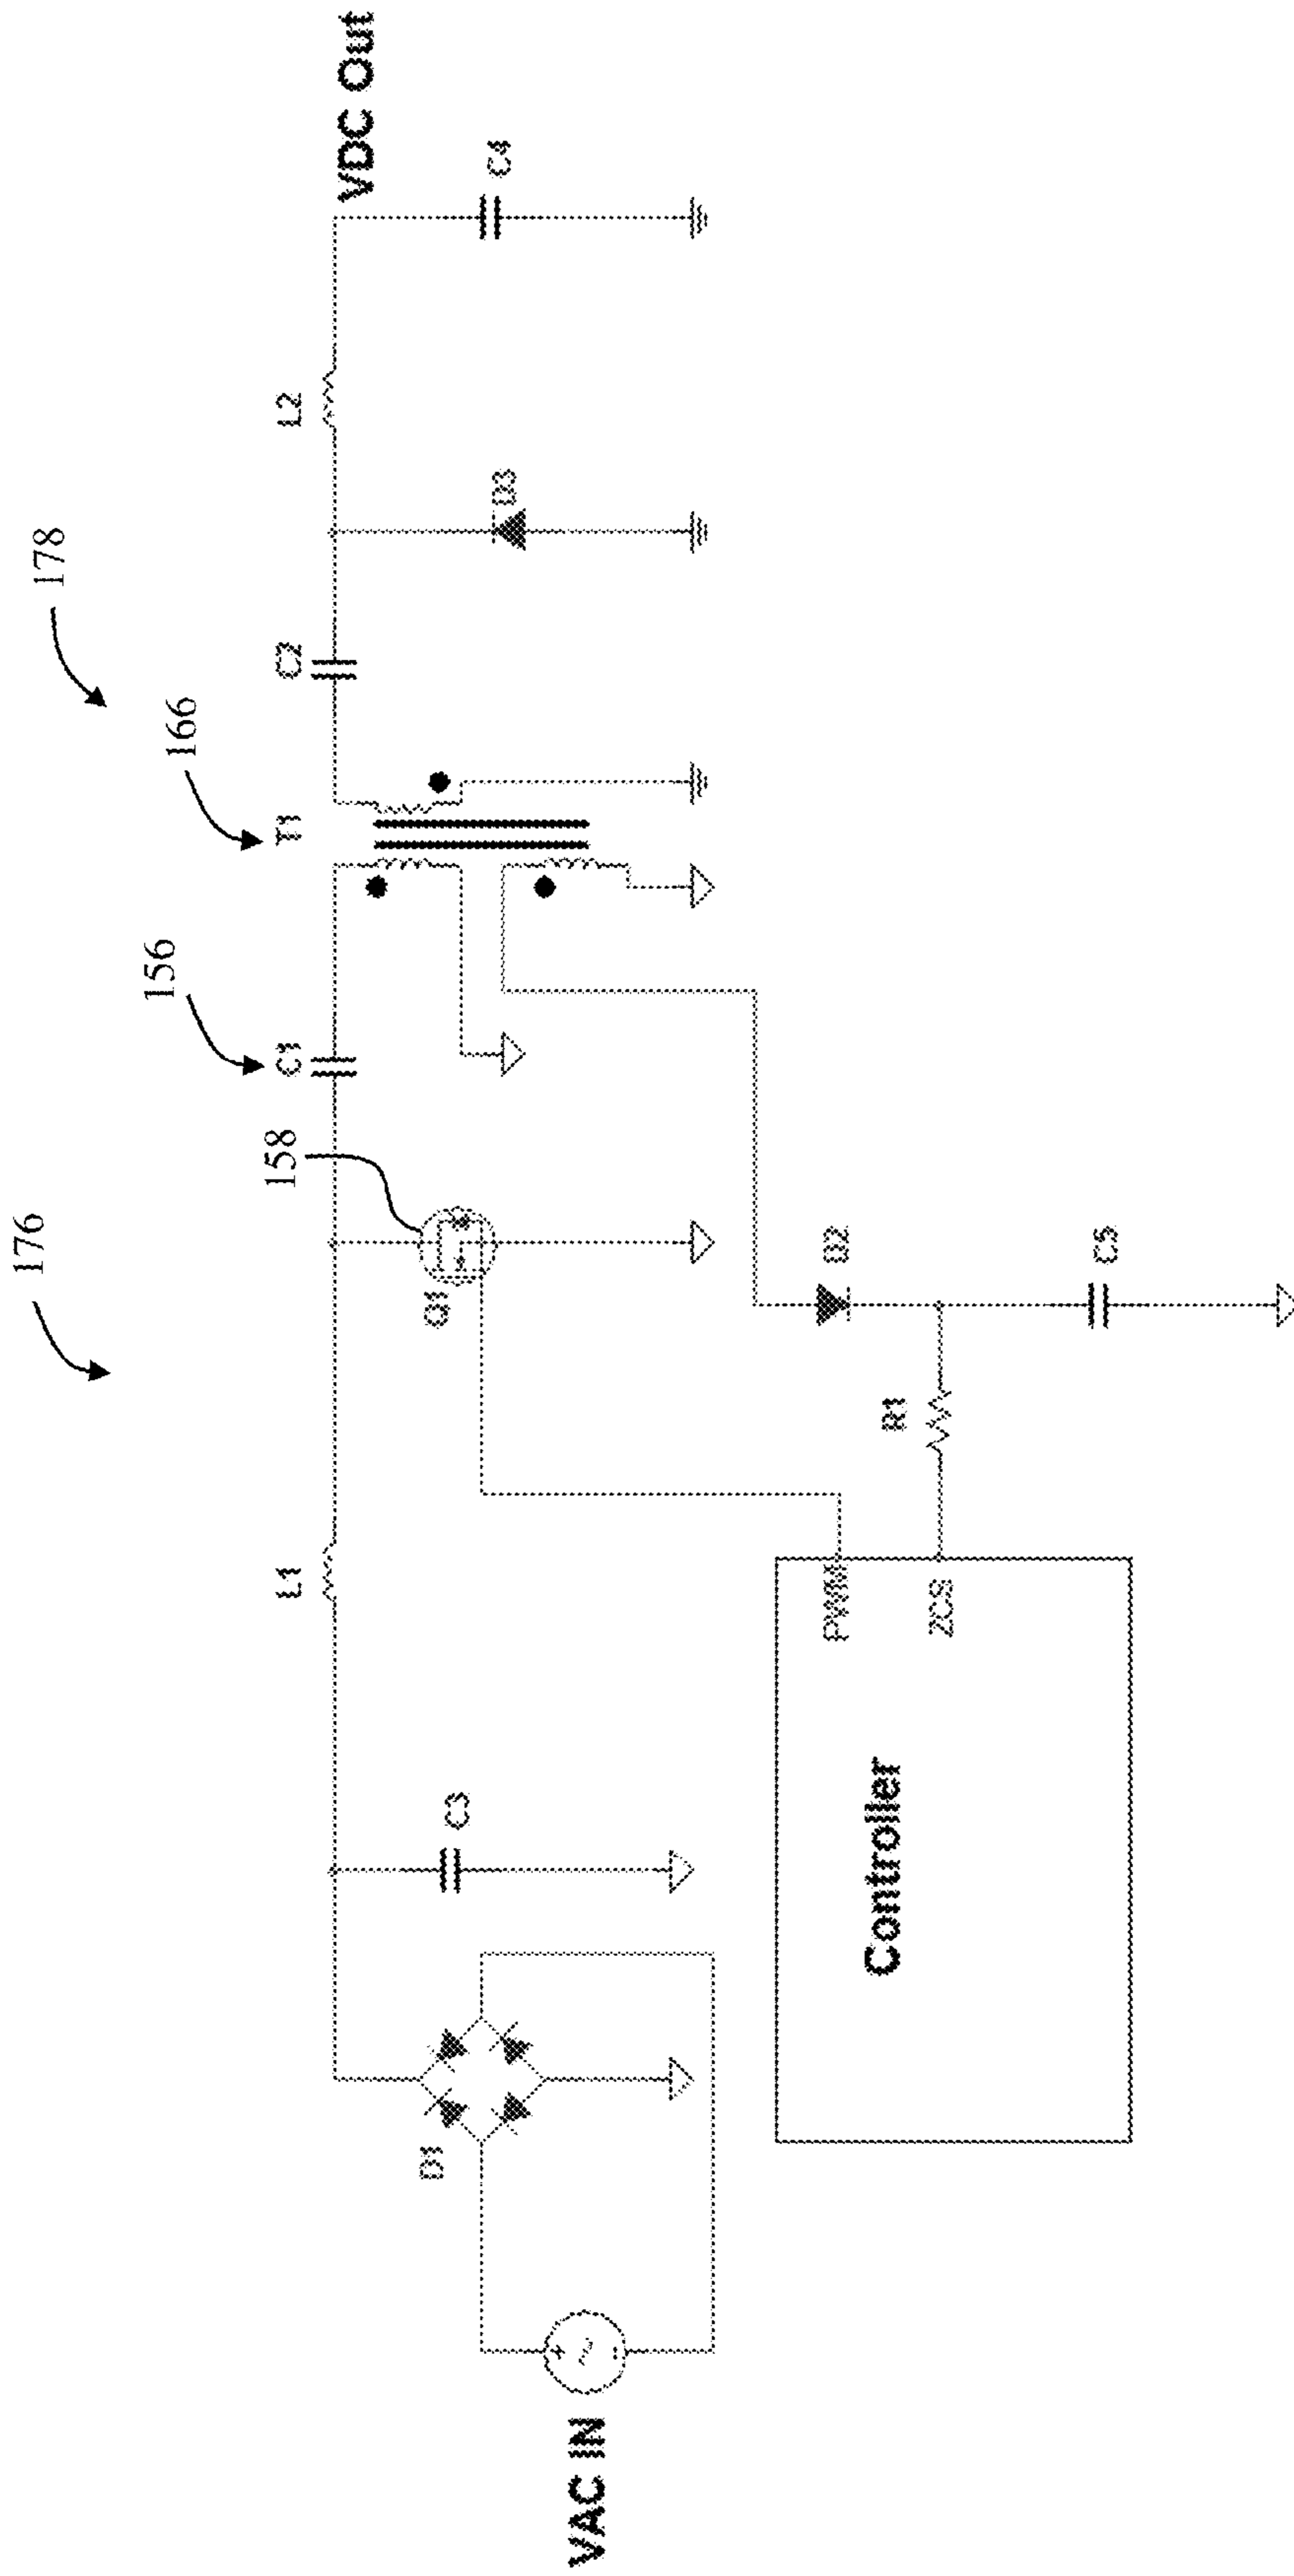 176
178
158
156
166
VAC IN
D1
C3
L1
Q1
C1
T1
C2
D3
L2
C4
VDC Out
Controller
PWM
ZCS
R1
D2
C5
+
-